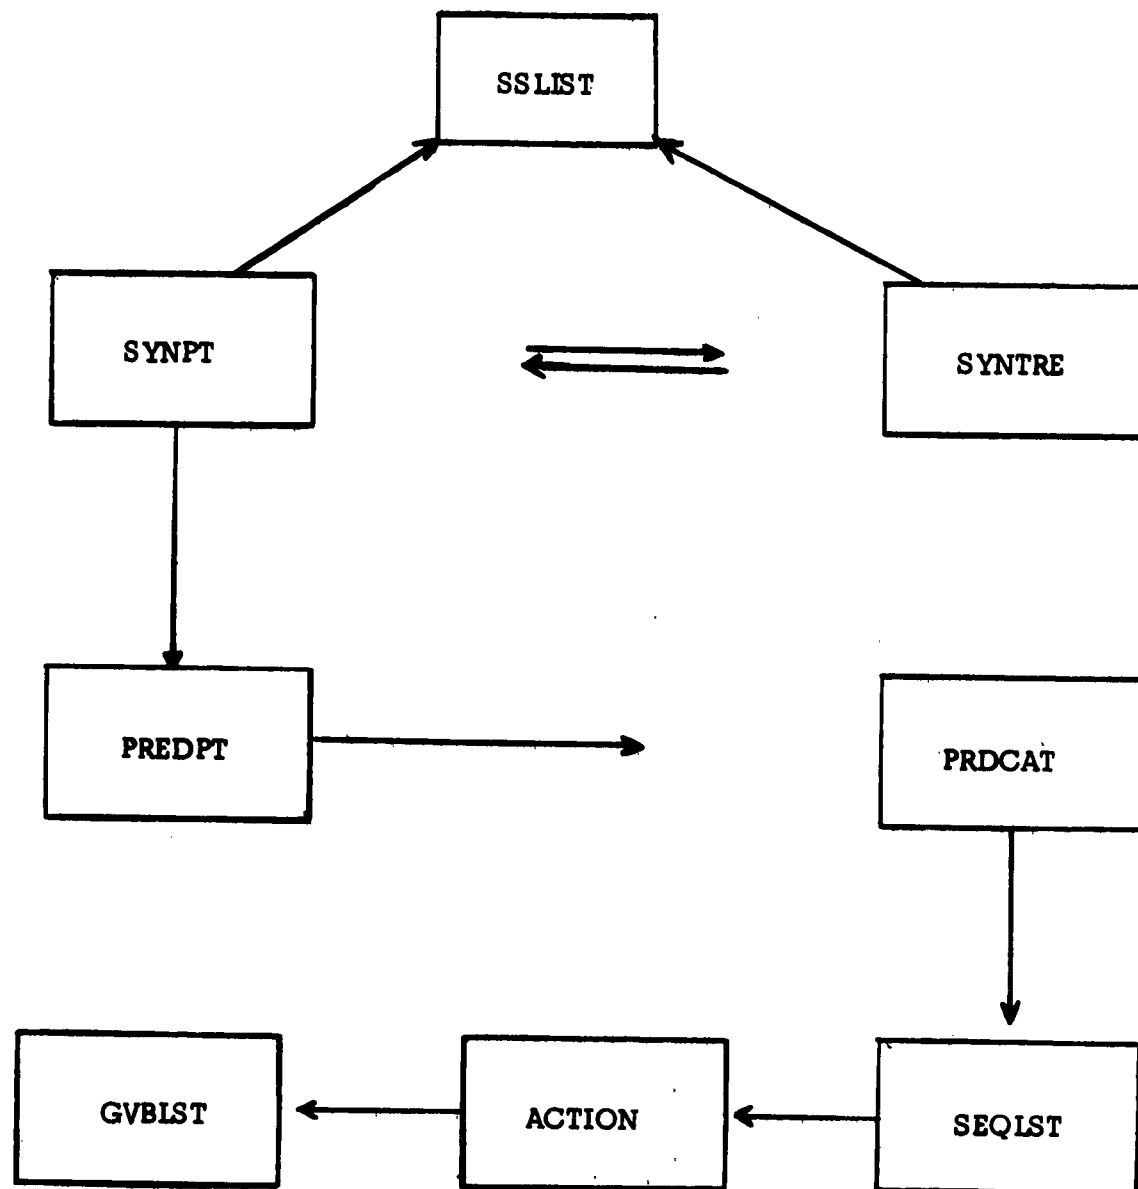 SSLIST
SYNPT
SYNTRE
PREDPT
PRDCAT
GVBLST
ACTION
SEQLST